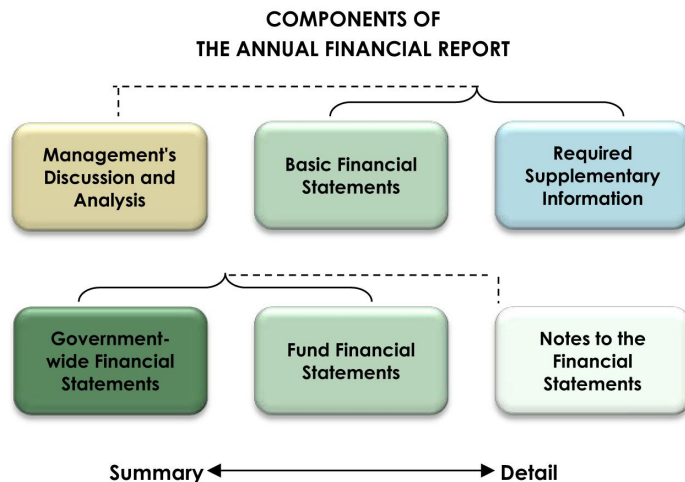 COMPONENTS OF
THE ANNUAL FINANCIAL REPORT
Management's
Discussion and
Analysis
Basic Financial
Statements
Required
Supplementary
Information
Government-
wide Financial
Statements
Fund Financial
Statements
Notes to the
Financial
Statements
Summary
Detail